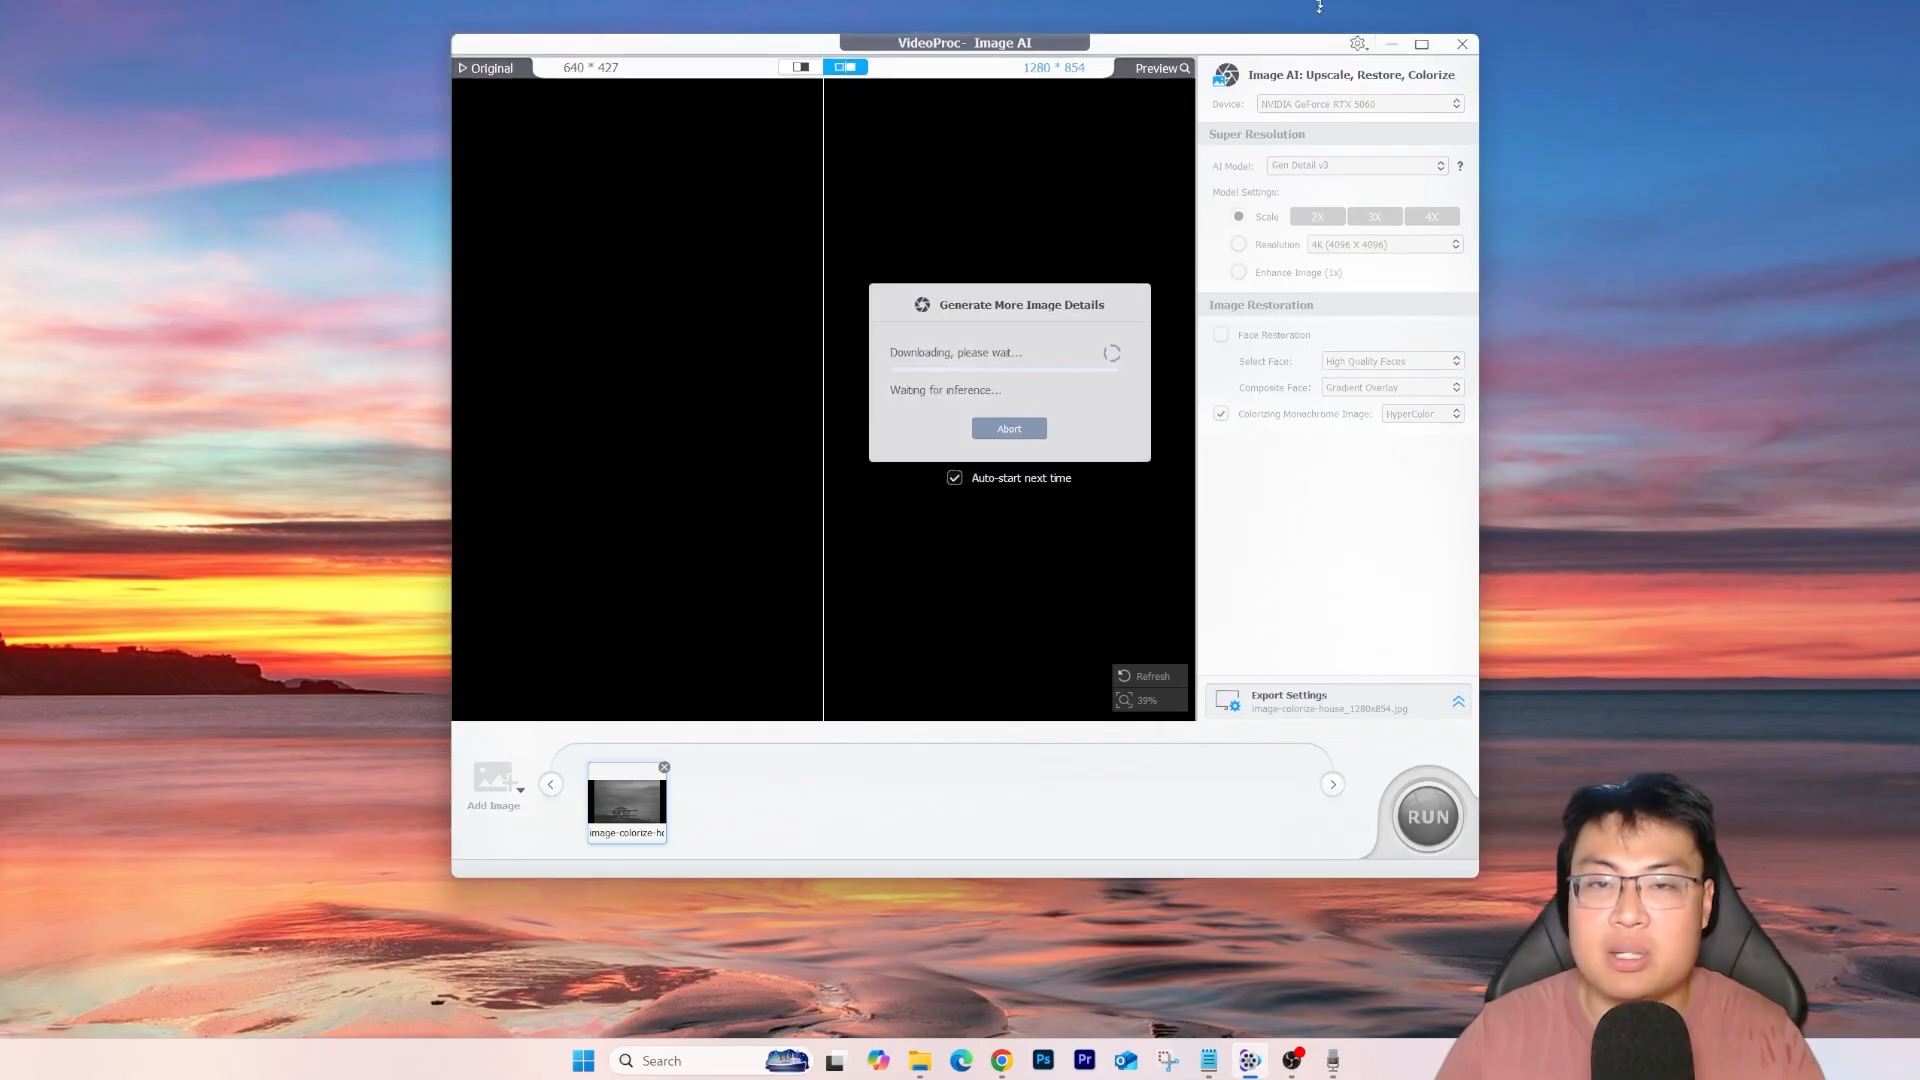 VideoProc- Image AI
Original
640 * 427
1280 * 854
Preview
Image AI: Upscale, Restore, Colorize
Device: NVIDIA GeForce RTX 5060
Super Resolution
AI Model: Gen Detail v3 ?
Model Settings:
Scale 2X 3X 4X
Resolution 4K (4096 X 4096)
Enhance Image (1x)
Image Restoration
Face Restoration
Select Face: High Quality Faces
Composite Face: Gradient Overlay
Colorizing Monochrome Image: HyperColor
Generate More Image Details
Downloading, please wait...
Waiting for inference...
Abort
Auto-start next time
Refresh
39%
Export Settings
image-colorize-house_1280x854.jpg
Add Image
image-colorize-ho
RUN
Search
Ps
Pr